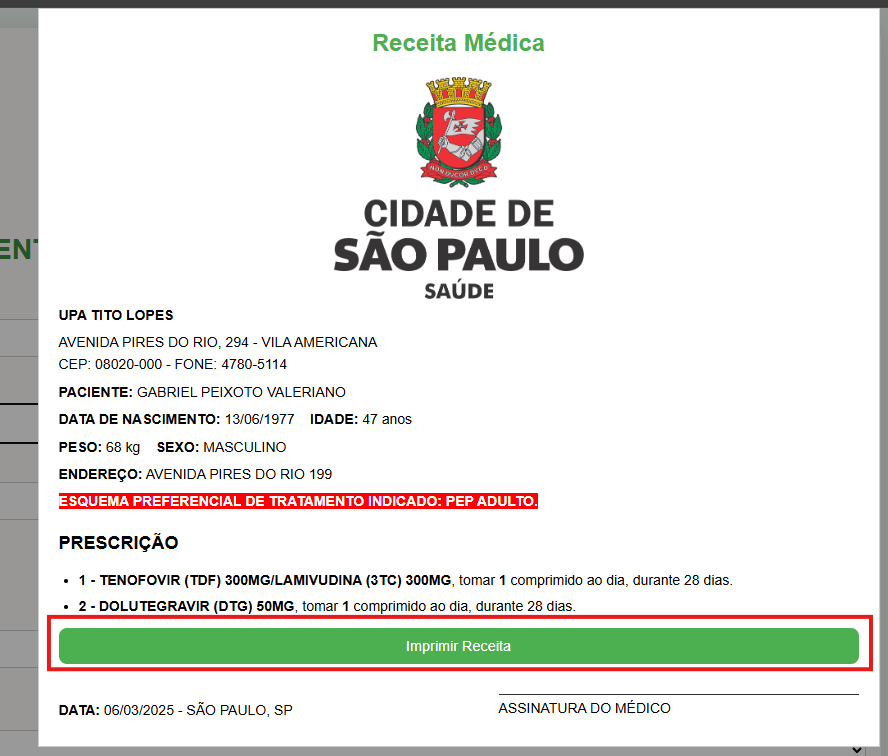 Receita Médica
CIDADE DE
SÃO PAULO
SAÚDE
UPA TITO LOPES
AVENIDA PIRES DO RIO, 294 - VILA AMERICANA
CEP: 08020-000 - FONE: 4780-5114
PACIENTE: GABRIEL PEIXOTO VALERIANO
DATA DE NASCIMENTO: 13/06/1977 IDADE: 47 anos
PESO: 68 kg SEXO: MASCULINO
ENDEREÇO: AVENIDA PIRES DO RIO 199
ESQUEMA PREFERENCIAL DE TRATAMENTO INDICADO: PEP ADULTO.
PRESCRIÇÃO
• 1 - TENOFOVIR (TDF) 300MG/LAMIVUDINA (3TC) 300MG, tomar 1 comprimido ao dia, durante 28 dias.
• 2 - DOLUTEGRAVIR (DTG) 50MG, tomar 1 comprimido ao dia, durante 28 dias.
Imprimir Receita
DATA: 06/03/2025 - SÃO PAULO, SP
ASSINATURA DO MÉDICO